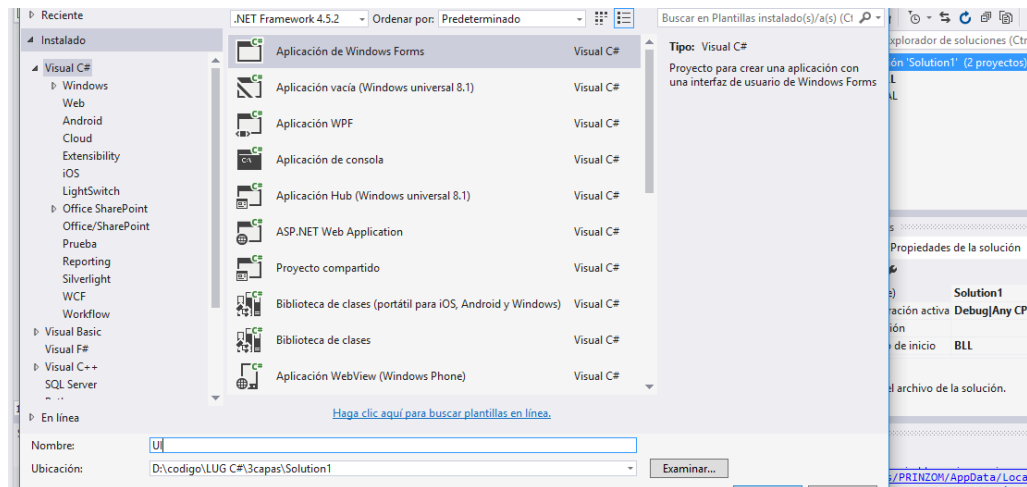 Reciente
.NET Framework 4.5.2 Ordenar por: Predeterminado
Buscar en Plantillas instalado(s)/a(s) (Ct
Instalado
Visual C#
Windows
Web
Android
Cloud
Extensibility
iOS
LightSwitch
Office SharePoint
Office/SharePoint
Prueba
Reporting
Silverlight
WCF
Workflow
Visual Basic
Visual F#
Visual C++
SQL Server
En línea
Aplicación de Windows Forms Visual C#
Aplicación vacía (Windows universal 8.1) Visual C#
Aplicación WPF Visual C#
Aplicación de consola Visual C#
Aplicación Hub (Windows universal 8.1) Visual C#
ASP.NET Web Application Visual C#
Proyecto compartido Visual C#
Biblioteca de clases (portátil para iOS, Android y Windows) Visual C#
Biblioteca de clases Visual C#
Aplicación WebView (Windows Phone) Visual C#
Haga clic aquí para buscar plantillas en línea.
Tipo: Visual C#
Proyecto para crear una aplicación con
una interfaz de usuario de Windows Forms
Nombre: UI
Ubicación: D:\codigo\LUG C#\3capas\Solution1 Examinar...
xplorador de soluciones (Ctr
ón 'Solution1' (2 proyectos)
L
AL
s
Propiedades de la solución
e) Solution1
ración activa Debug|Any CP
ión
de inicio BLL
el archivo de la solución.
s/PRINZOM/AppData/Loca